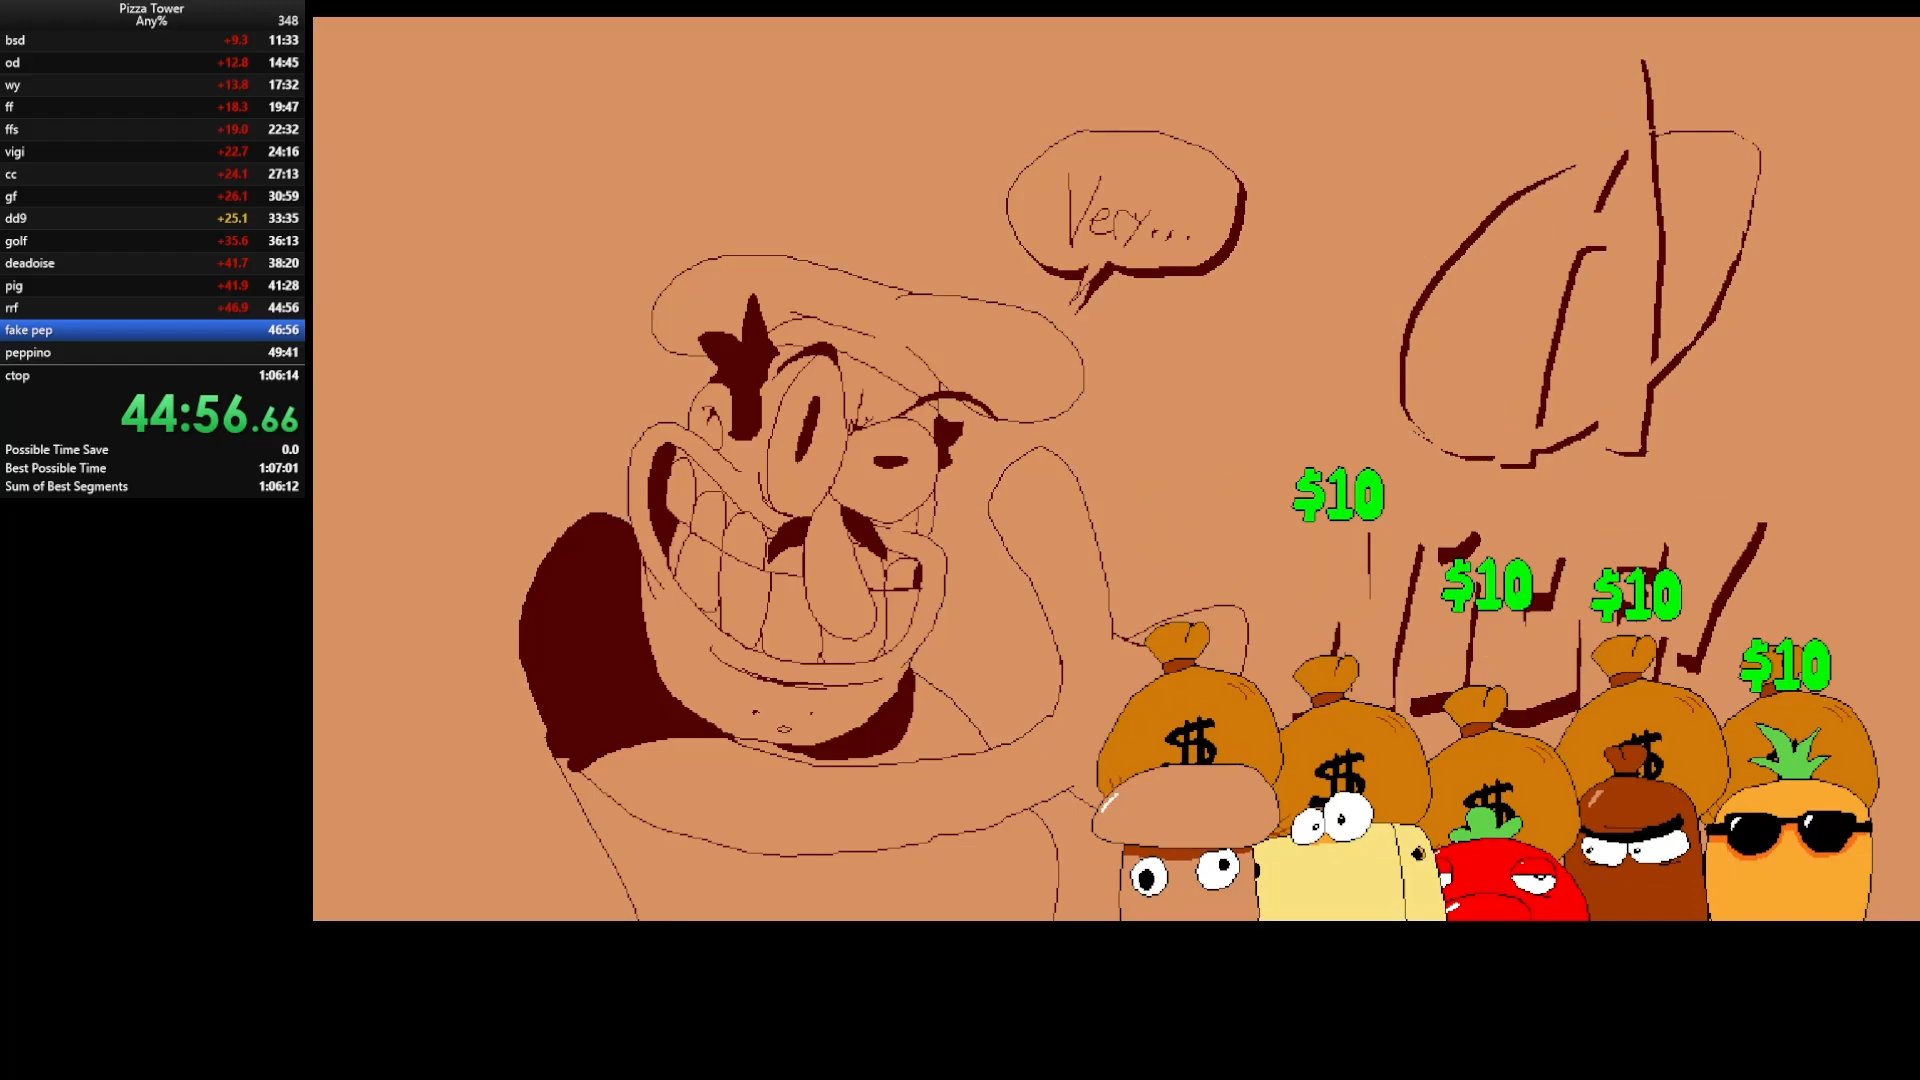 Pizza Tower
Any%
348
bsd +9.3 11:33
od +12.8 14:45
wy +13.8 17:32
ff +18.3 19:47
ffs +19.0 22:32
vigi +22.7 24:16
cc +24.1 27:13
gf +26.1 30:59
dd9 +25.1 33:35
golf +35.6 36:13
deadoise +41.7 38:20
pig +41.9 41:28
rrf +46.9 44:56
fake pep 46:56
peppino 49:41
ctop 1:06:14
44:56.66
Possible Time Save 0.0
Best Possible Time 1:07:01
Sum of Best Segments 1:06:12
Very...
$10
$10
$10
$10
$
$
$
$